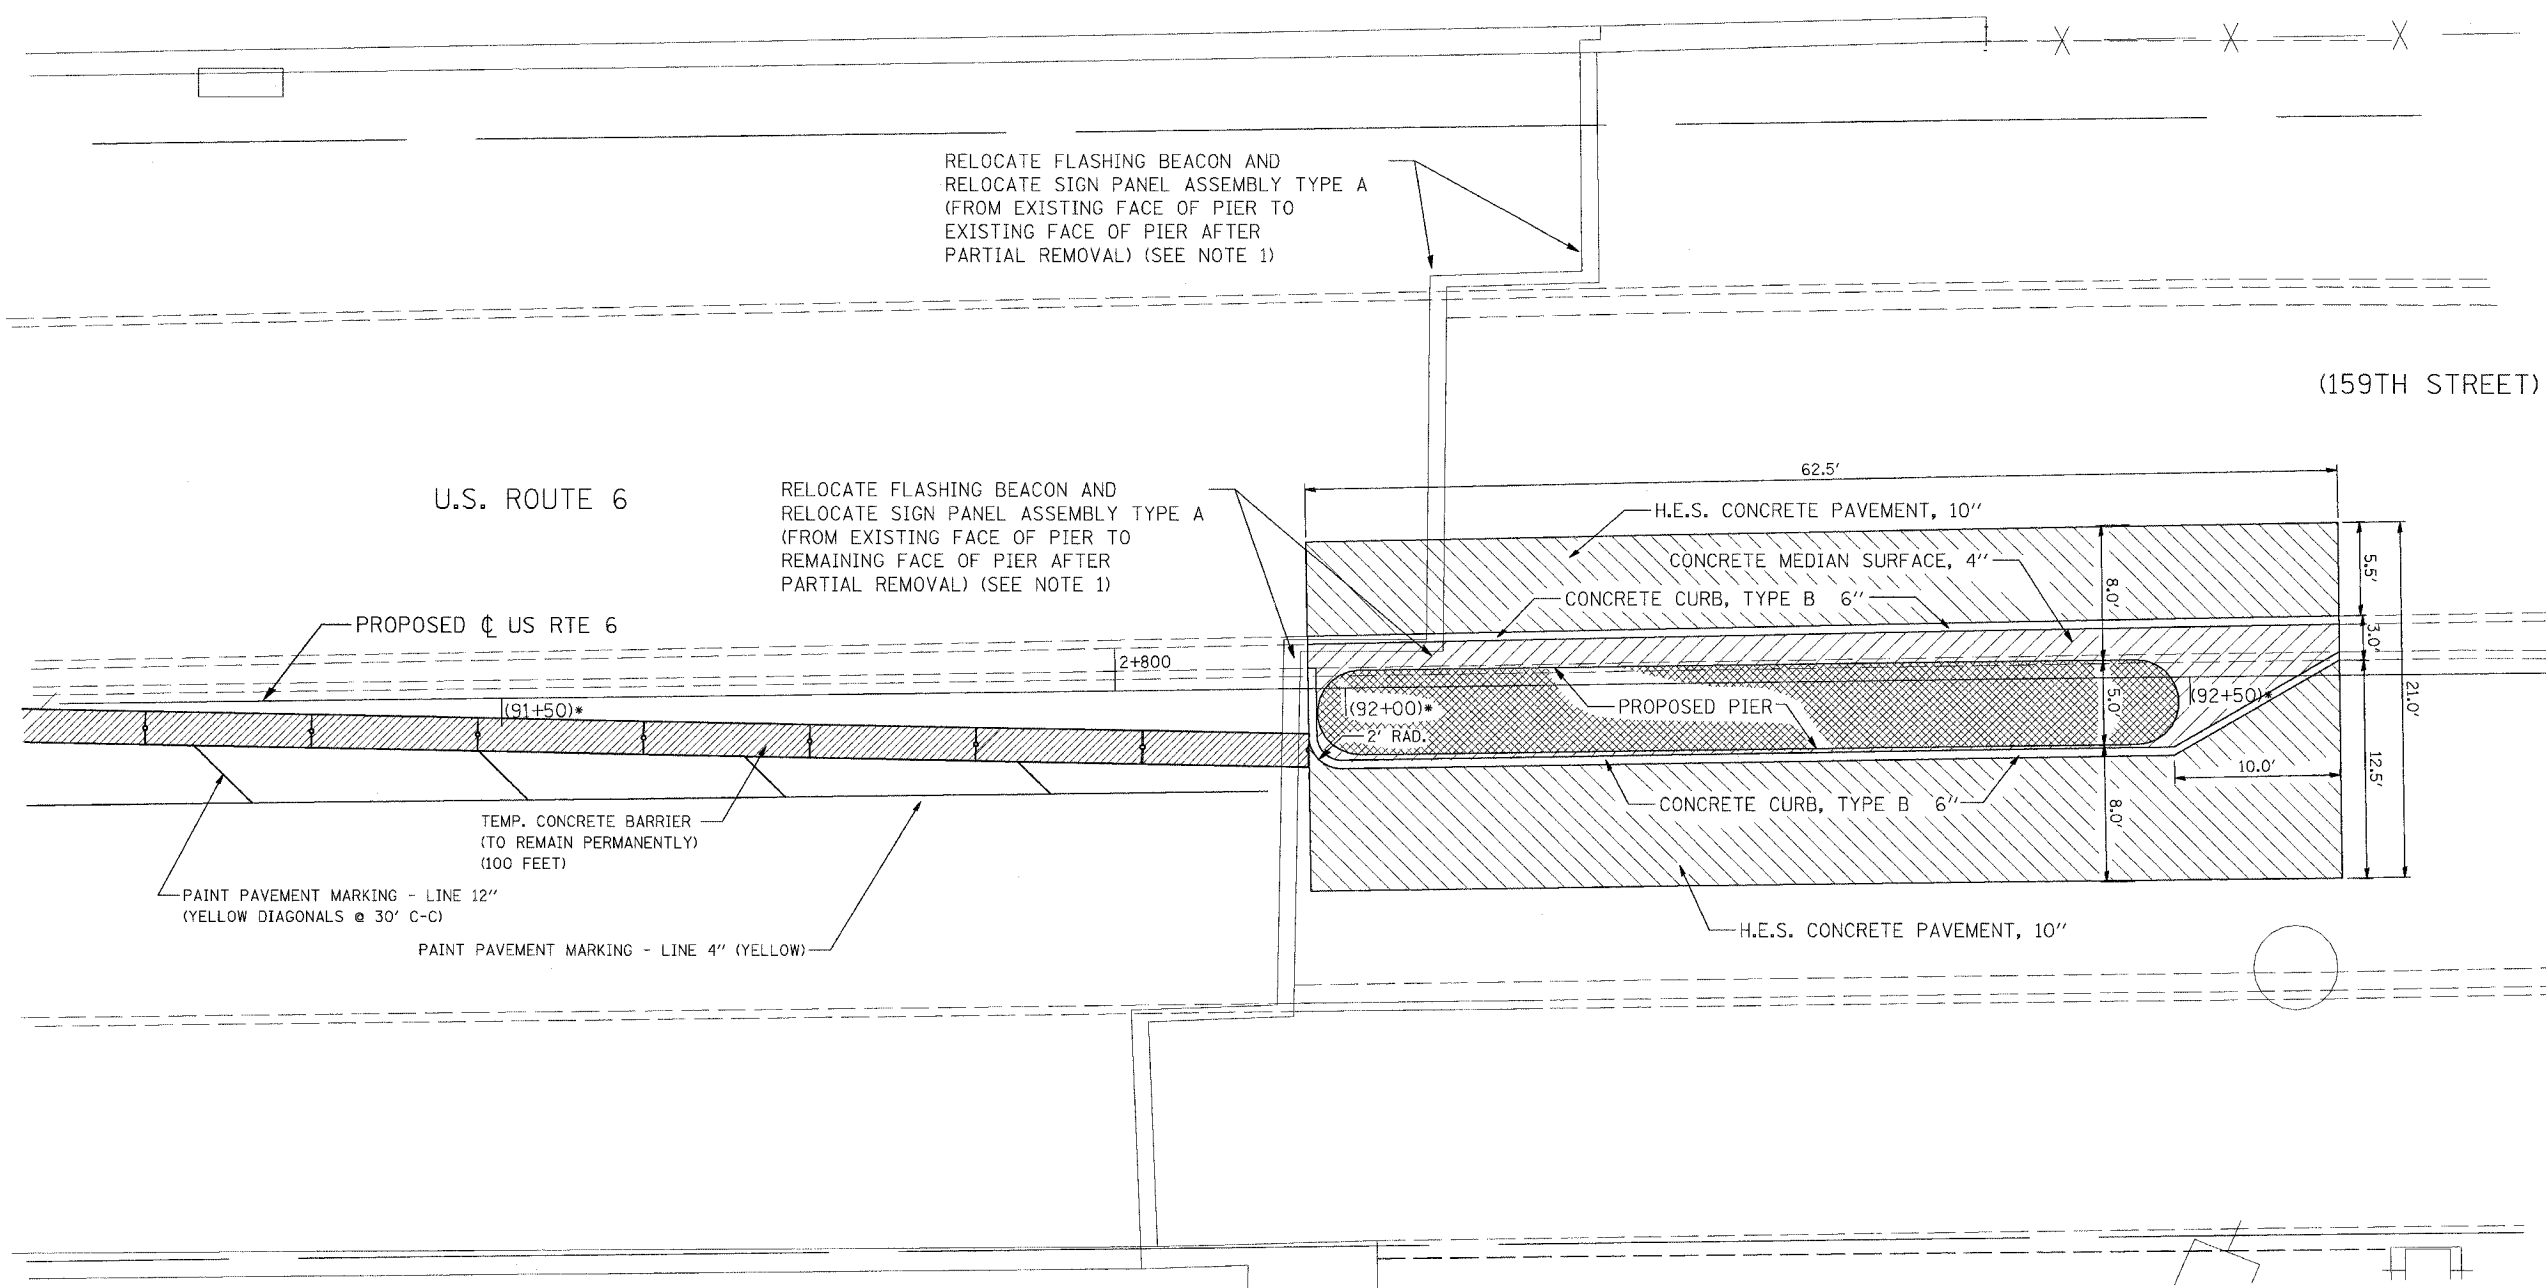 RELOCATE FLASHING BEACON AND
RELOCATE SIGN PANEL ASSEMBLY TYPE A
(FROM EXISTING FACE OF PIER TO
EXISTING FACE OF PIER AFTER
PARTIAL REMOVAL) (SEE NOTE 1)
(159TH STREET)
U.S. ROUTE 6
RELOCATE FLASHING BEACON AND
RELOCATE SIGN PANEL ASSEMBLY TYPE A
(FROM EXISTING FACE OF PIER TO
REMAINING FACE OF PIER AFTER
PARTIAL REMOVAL) (SEE NOTE 1)
62.5'
H.E.S. CONCRETE PAVEMENT, 10"
CONCRETE MEDIAN SURFACE, 4"
CONCRETE CURB, TYPE B 6"
8.0'
5.5'
3.0'
PROPOSED ℄ US RTE 6
2+800
(91+50)*
(92+00)*
PROPOSED PIER
5.0'
(92+50)*
21.0'
2' RAD.
10.0'
12.5'
CONCRETE CURB, TYPE B 6"
8.0'
TEMP. CONCRETE BARRIER
(TO REMAIN PERMANENTLY)
(100 FEET)
PAINT PAVEMENT MARKING - LINE 12"
(YELLOW DIAGONALS @ 30' C-C)
PAINT PAVEMENT MARKING - LINE 4" (YELLOW)
H.E.S. CONCRETE PAVEMENT, 10"